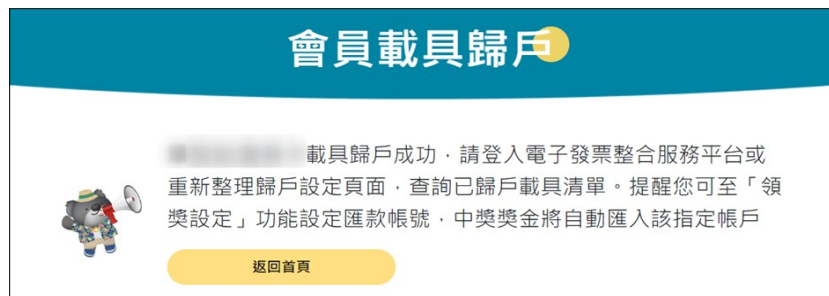 會員載具歸戶
載具歸戶成功，請登入電子發票整合服務平台或
重新整理歸戶設定頁面，查詢已歸戶載具清單。提醒您可至「領
獎設定」功能設定匯款帳號，中獎獎金將自動匯入該指定帳戶
返回首頁